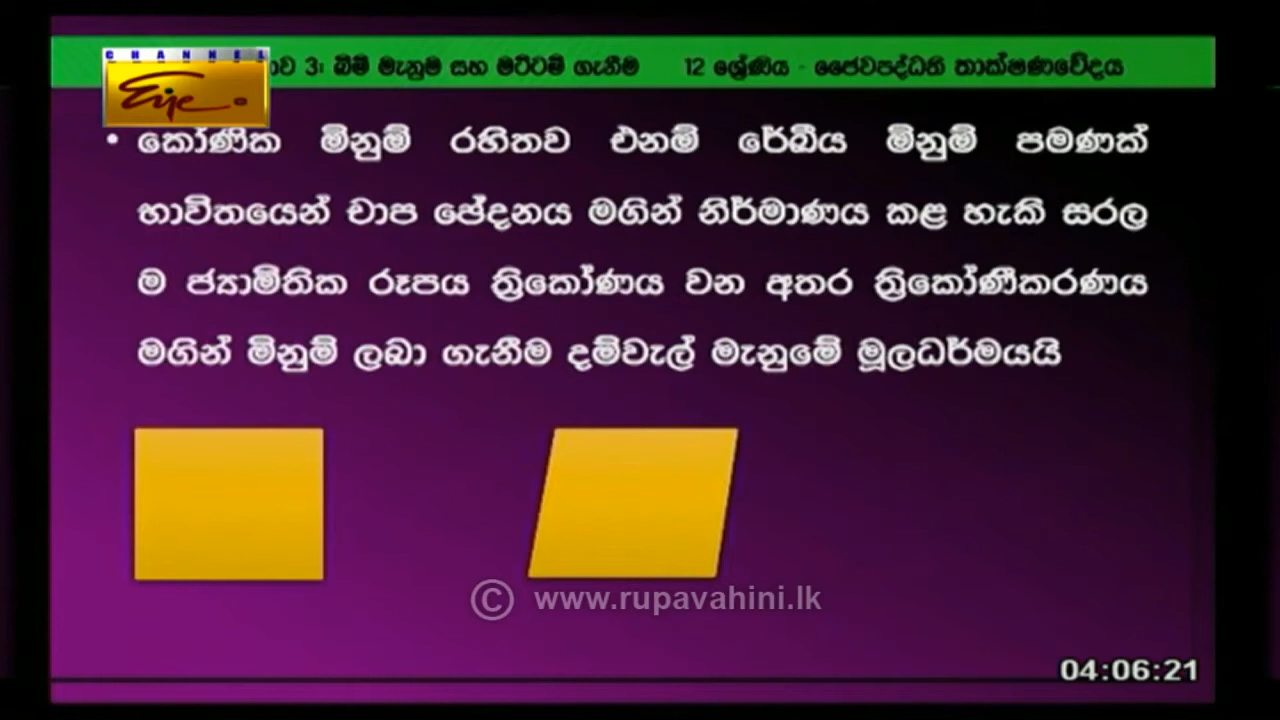 CHANNEL
Eye
3: බිම් මැනුම සහ මට්ටම් ගැනීම 12 ශ්‍රේණිය - ජෛවපද්ධති තාක්ෂණවේදය
• කෝණික මිනුම් රහිතව එනම් රේඛීය මිනුම් පමණක්
භාවිතයෙන් චාප ඡේදනය මගින් නිර්මාණය කළ හැකි සරල
ම ජ්‍යාමිතික රූපය ත්‍රිකෝණය වන අතර ත්‍රිකෝණීකරණය
මගින් මිනුම් ලබා ගැනීම දම්වැල් මැනුමේ මූලධර්මයයි
© www.rupavahini.lk
04:06:21